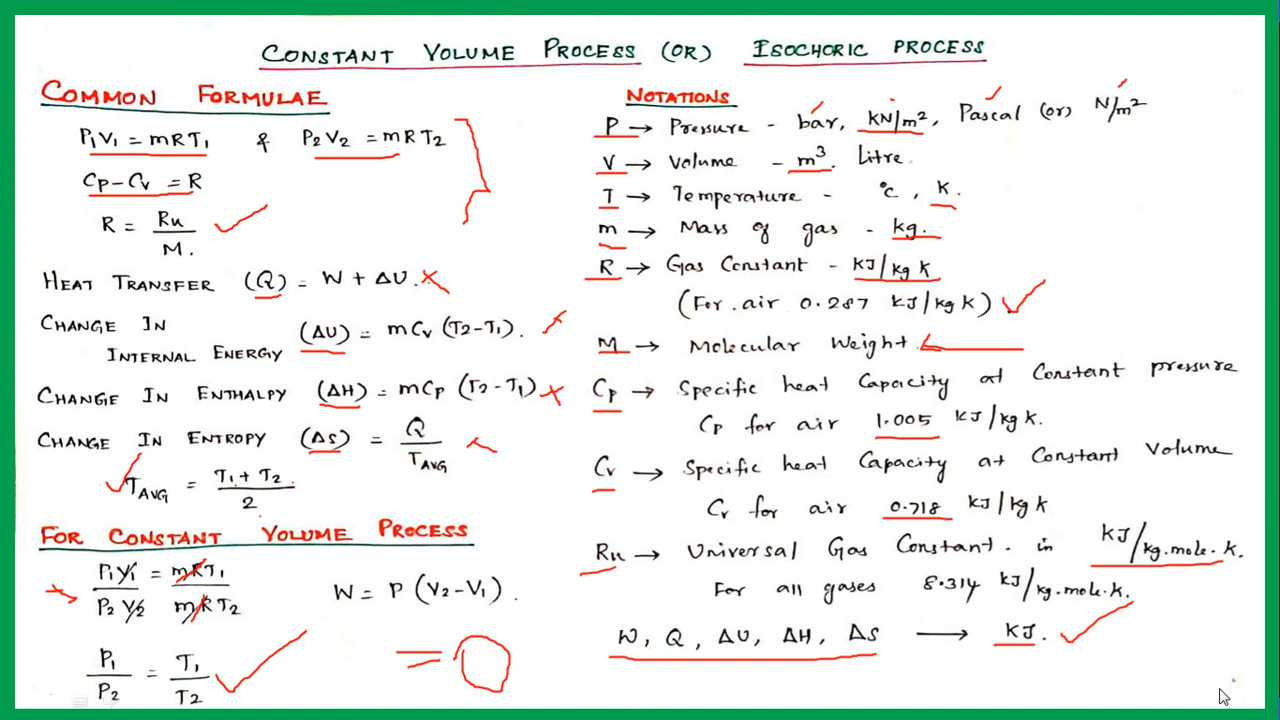 CONSTANT VOLUME PROCESS (OR) ISOCHORIC PROCESS
COMMON FORMULAE
P1V1 = mRT1 & P2V2 = mRT2
Cp - Cv = R
R = Ru / M.
HEAT TRANSFER (Q) = W + ΔU.
CHANGE IN
INTERNAL ENERGY (ΔU) = mCv (T2-T1).
CHANGE IN ENTHALPY (ΔH) = mCp (T2-T1)
CHANGE IN ENTROPY (ΔS) = Q / TAVG
TAVG = T1 + T2 / 2
FOR CONSTANT VOLUME PROCESS
P1V1 / P2V2 = mRT1 / mRT2
W = P (V2-V1).
= 0
P1 / P2 = T1 / T2
NOTATIONS
P → Pressure - bar, kN/m², Pascal (or) N/m²
V → Volume - m³. Litre.
T → Temperature - °c, K.
m → Mass of gas - kg.
R → Gas Constant - kJ/kg K
(For.air 0.287 kJ/kg K)
M → Molecular Weight.
Cp → Specific heat Capacity at Constant pressure
Cp for air 1.005 kJ/kg K.
Cv → Specific heat Capacity at Constant Volume
Cv for air 0.718 kJ/kg K
Ru → Universal Gas Constant. in kJ/kg.mole.K.
For all gases 8.314 kJ/kg.mole.K.
W, Q, ΔU, ΔH, ΔS → kJ.